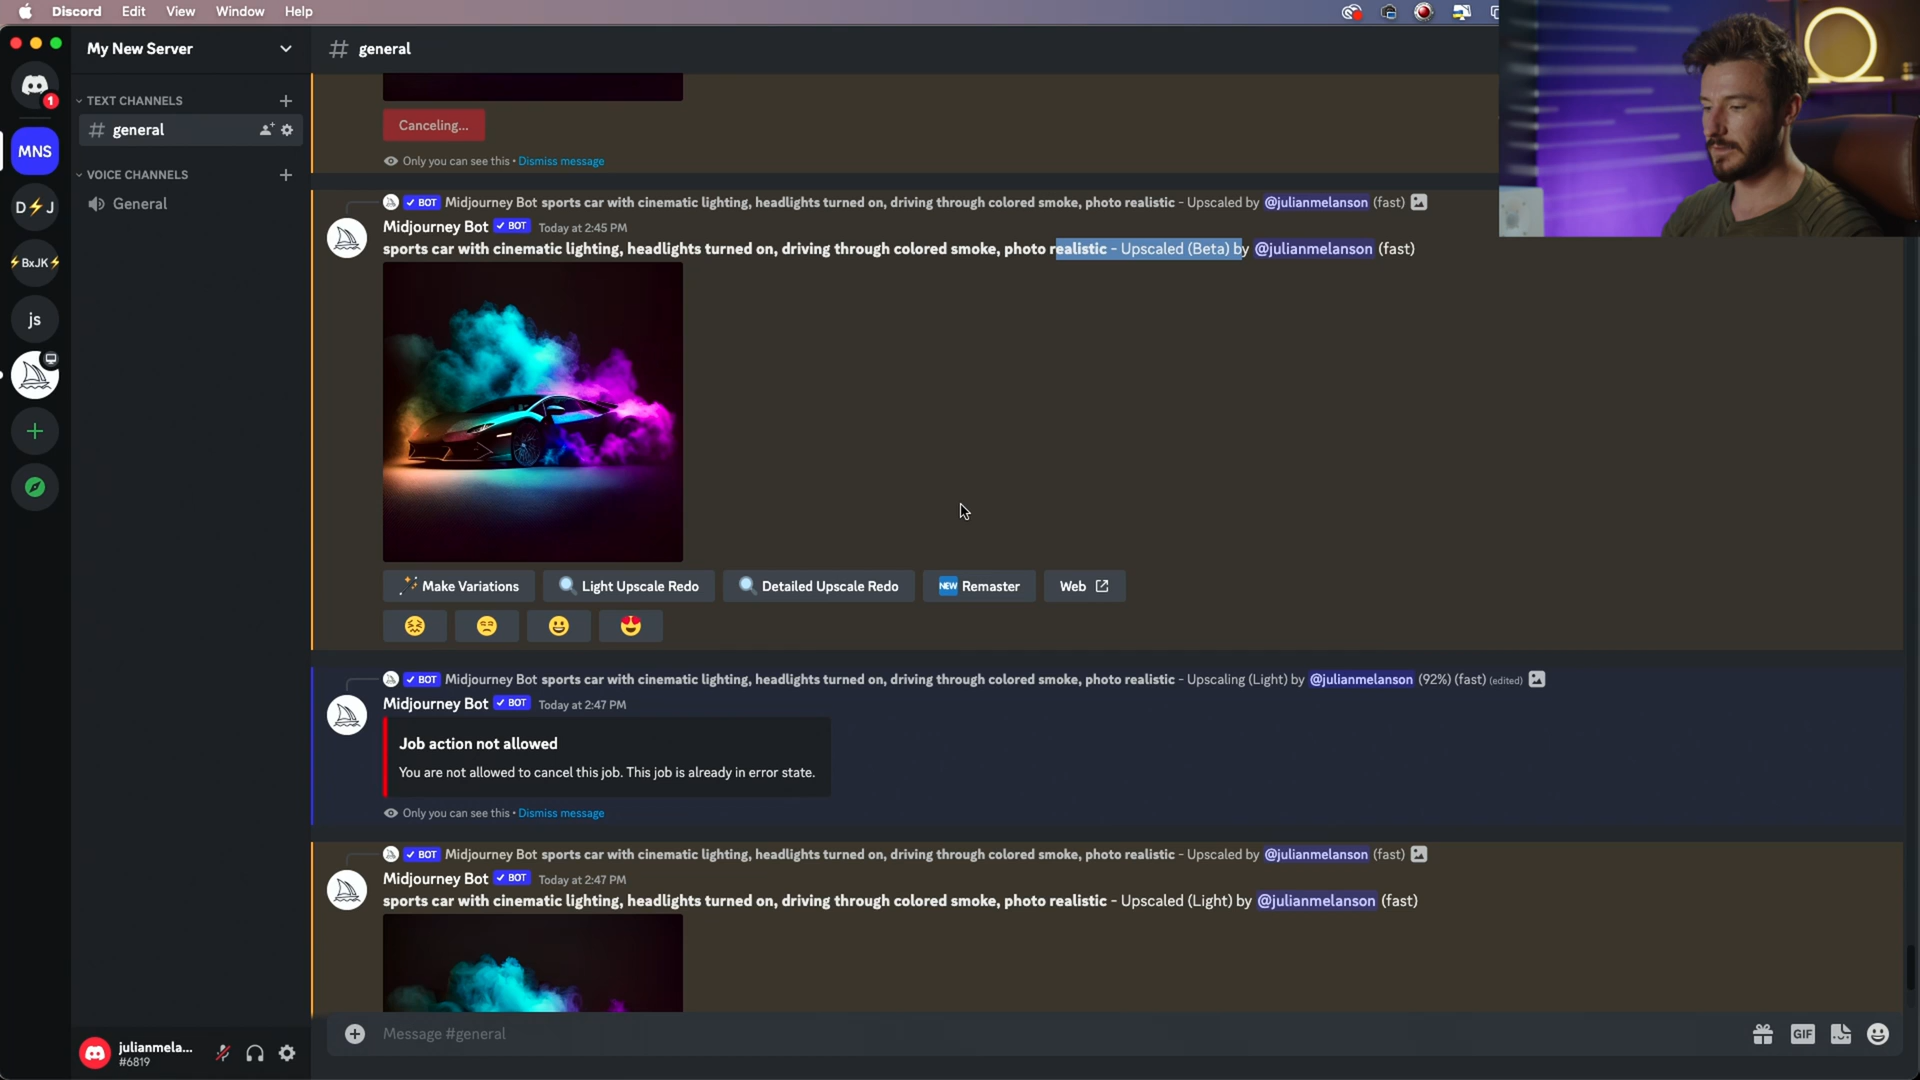 Discord Edit View Window Help
My New Server
# general
TEXT CHANNELS
# general
VOICE CHANNELS
General
1
MNS
D⚡J
⚡BxJK⚡
js
Canceling...
Only you can see this • Dismiss message
BOT Midjourney Bot sports car with cinematic lighting, headlights turned on, driving through colored smoke, photo realistic - Upscaled by @julianmelanson (fast)
Midjourney Bot BOT Today at 2:45 PM
sports car with cinematic lighting, headlights turned on, driving through colored smoke, photo realistic - Upscaled (Beta) by @julianmelanson (fast)
Make Variations Light Upscale Redo Detailed Upscale Redo NEW Remaster Web
BOT Midjourney Bot sports car with cinematic lighting, headlights turned on, driving through colored smoke, photo realistic - Upscaling (Light) by @julianmelanson (92%) (fast) (edited)
Midjourney Bot BOT Today at 2:47 PM
Job action not allowed
You are not allowed to cancel this job. This job is already in error state.
Only you can see this • Dismiss message
BOT Midjourney Bot sports car with cinematic lighting, headlights turned on, driving through colored smoke, photo realistic - Upscaled by @julianmelanson (fast)
Midjourney Bot BOT Today at 2:47 PM
sports car with cinematic lighting, headlights turned on, driving through colored smoke, photo realistic - Upscaled (Light) by @julianmelanson (fast)
Message #general
GIF
julianmela...
#6819